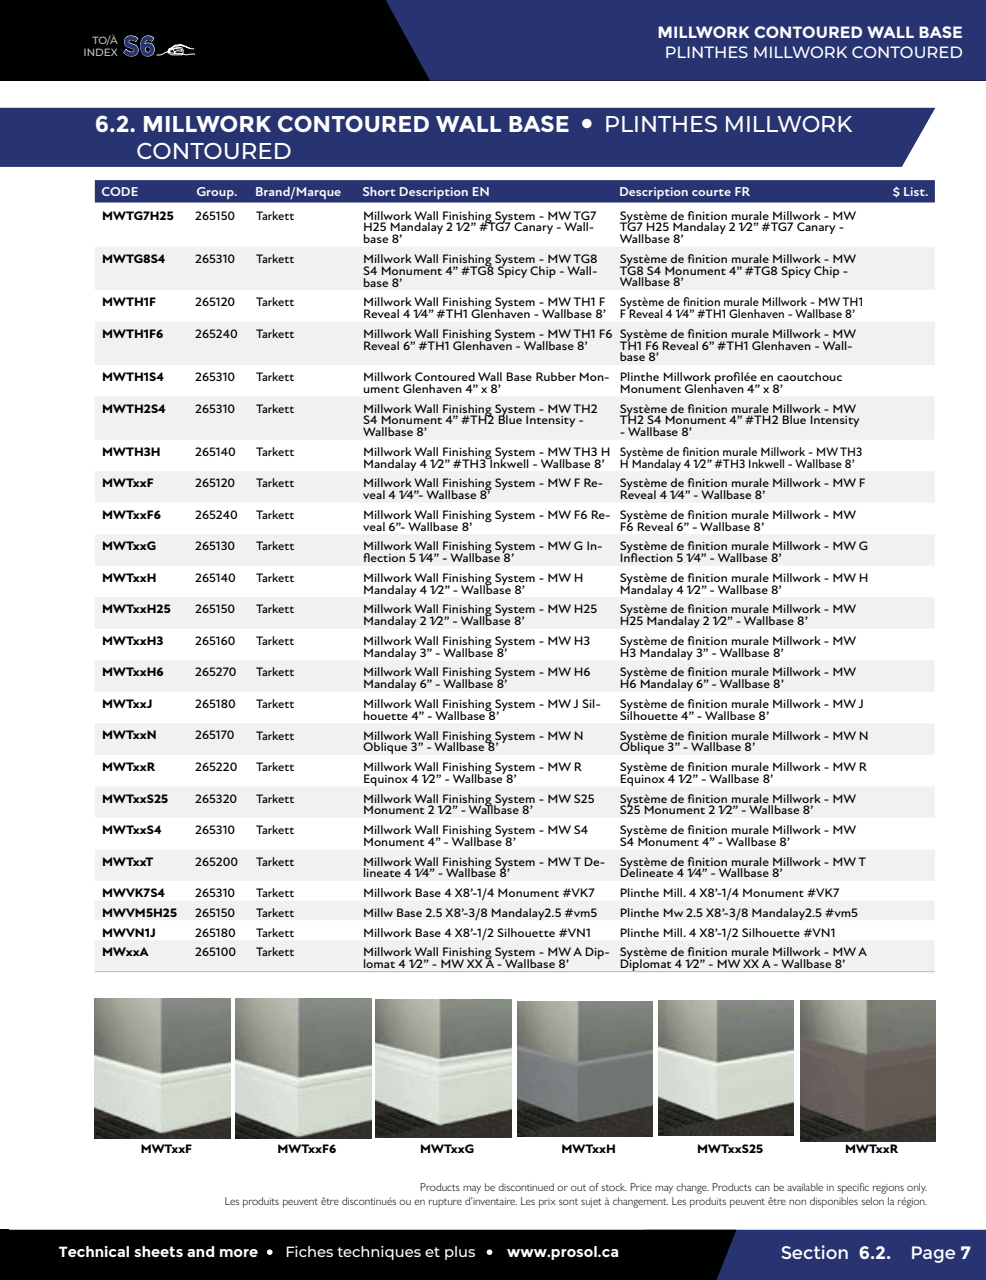 TO/À
INDEX S6
MILLWORK CONTOURED WALL BASE
PLINTHES MILLWORK CONTOURED
6.2. MILLWORK CONTOURED WALL BASE • PLINTHES MILLWORK
CONTOURED
CODE Group. Brand/Marque Short Description EN Description courte FR $ List.
MWTG7H25 265150 Tarkett Millwork Wall Finishing System - MW TG7 Système de finition murale Millwork - MW
H25 Mandalay 2 1⁄2” #TG7 Canary - Wall- TG7 H25 Mandalay 2 1⁄2” #TG7 Canary -
base 8’ Wallbase 8’
MWTG8S4 265310 Tarkett Millwork Wall Finishing System - MW TG8 Système de finition murale Millwork - MW
S4 Monument 4” #TG8 Spicy Chip - Wall- TG8 S4 Monument 4” #TG8 Spicy Chip -
base 8’ Wallbase 8’
MWTH1F 265120 Tarkett Millwork Wall Finishing System - MW TH1 F Système de finition murale Millwork - MW TH1
Reveal 4 1⁄4” #TH1 Glenhaven - Wallbase 8’ F Reveal 4 1⁄4” #TH1 Glenhaven - Wallbase 8’
MWTH1F6 265240 Tarkett Millwork Wall Finishing System - MW TH1 F6 Système de finition murale Millwork - MW
Reveal 6” #TH1 Glenhaven - Wallbase 8’ TH1 F6 Reveal 6” #TH1 Glenhaven - Wall-
base 8’
MWTH1S4 265310 Tarkett Millwork Contoured Wall Base Rubber Mon- Plinthe Millwork profilée en caoutchouc
ument Glenhaven 4” x 8’ Monument Glenhaven 4” x 8’
MWTH2S4 265310 Tarkett Millwork Wall Finishing System - MW TH2 Système de finition murale Millwork - MW
S4 Monument 4” #TH2 Blue Intensity - TH2 S4 Monument 4” #TH2 Blue Intensity
Wallbase 8’ - Wallbase 8’
MWTH3H 265140 Tarkett Millwork Wall Finishing System - MW TH3 H Système de finition murale Millwork - MW TH3
Mandalay 4 1⁄2” #TH3 Inkwell - Wallbase 8’ H Mandalay 4 1⁄2” #TH3 Inkwell - Wallbase 8’
MWTxxF 265120 Tarkett Millwork Wall Finishing System - MW F Re- Système de finition murale Millwork - MW F
veal 4 1⁄4”- Wallbase 8’ Reveal 4 1⁄4” - Wallbase 8’
MWTxxF6 265240 Tarkett Millwork Wall Finishing System - MW F6 Re- Système de finition murale Millwork - MW
veal 6”- Wallbase 8’ F6 Reveal 6” - Wallbase 8’
MWTxxG 265130 Tarkett Millwork Wall Finishing System - MW G In- Système de finition murale Millwork - MW G
flection 5 1⁄4” - Wallbase 8’ Inflection 5 1⁄4” - Wallbase 8’
MWTxxH 265140 Tarkett Millwork Wall Finishing System - MW H Système de finition murale Millwork - MW H
Mandalay 4 1⁄2” - Wallbase 8’ Mandalay 4 1⁄2” - Wallbase 8’
MWTxxH25 265150 Tarkett Millwork Wall Finishing System - MW H25 Système de finition murale Millwork - MW
Mandalay 2 1⁄2” - Wallbase 8’ H25 Mandalay 2 1⁄2” - Wallbase 8’
MWTxxH3 265160 Tarkett Millwork Wall Finishing System - MW H3 Système de finition murale Millwork - MW
Mandalay 3” - Wallbase 8’ H3 Mandalay 3” - Wallbase 8’
MWTxxH6 265270 Tarkett Millwork Wall Finishing System - MW H6 Système de finition murale Millwork - MW
Mandalay 6” - Wallbase 8’ H6 Mandalay 6” - Wallbase 8’
MWTxxJ 265180 Tarkett Millwork Wall Finishing System - MW J Sil- Système de finition murale Millwork - MW J
houette 4” - Wallbase 8’ Silhouette 4” - Wallbase 8’
MWTxxN 265170 Tarkett Millwork Wall Finishing System - MW N Système de finition murale Millwork - MW N
Oblique 3” - Wallbase 8’ Oblique 3” - Wallbase 8’
MWTxxR 265220 Tarkett Millwork Wall Finishing System - MW R Système de finition murale Millwork - MW R
Equinox 4 1⁄2” - Wallbase 8’ Equinox 4 1⁄2” - Wallbase 8’
MWTxxS25 265320 Tarkett Millwork Wall Finishing System - MW S25 Système de finition murale Millwork - MW
Monument 2 1⁄2” - Wallbase 8’ S25 Monument 2 1⁄2” - Wallbase 8’
MWTxxS4 265310 Tarkett Millwork Wall Finishing System - MW S4 Système de finition murale Millwork - MW
Monument 4” - Wallbase 8’ S4 Monument 4” - Wallbase 8’
MWTxxT 265200 Tarkett Millwork Wall Finishing System - MW T De- Système de finition murale Millwork - MW T
lineate 4 1⁄4” - Wallbase 8’ Delineate 4 1⁄4” - Wallbase 8’
MWVK7S4 265310 Tarkett Millwork Base 4 X8’-1/4 Monument #VK7 Plinthe Mill. 4 X8’-1/4 Monument #VK7
MWVM5H25 265150 Tarkett Millw Base 2.5 X8’-3/8 Mandalay2.5 #vm5 Plinthe Mw 2.5 X8’-3/8 Mandalay2.5 #vm5
MWVN1J 265180 Tarkett Millwork Base 4 X8’-1/2 Silhouette #VN1 Plinthe Mill. 4 X8’-1/2 Silhouette #VN1
MWxxA 265100 Tarkett Millwork Wall Finishing System - MW A Dip- Système de finition murale Millwork - MW A
lomat 4 1⁄2” - MW XX A - Wallbase 8’ Diplomat 4 1⁄2” - MW XX A - Wallbase 8’
MWTxxF MWTxxF6 MWTxxG MWTxxH MWTxxS25 MWTxxR
Products may be discontinued or out of stock. Price may change. Products can be available in specific regions only.
Les produits peuvent être discontinués ou en rupture d’inventaire. Les prix sont sujet à changement. Les produits peuvent être non disponibles selon la région.
Technical sheets and more • Fiches techniques et plus • www.prosol.ca
Section 6.2. Page 7